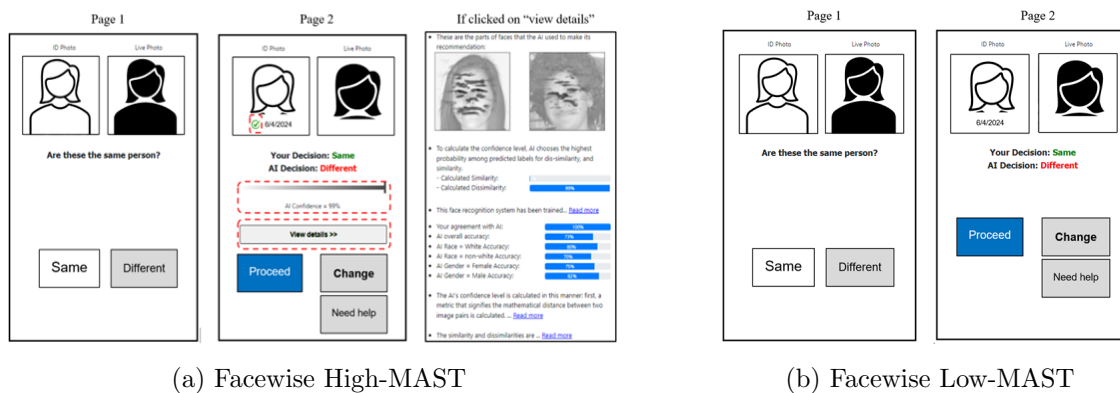 Page 1
Page 2
If clicked on “view details”
ID Photo
Live Photo
Are these the same person?
Same
Different
ID Photo
Live Photo
6/4/2024
Your Decision: Same
AI Decision: Different
AI Confidence = 99%
View details >>
Proceed
Change
Need help
• These are the parts of faces that the AI used to make its
recommendation:
• To calculate the confidence level, AI chooses the highest
probability among predicted labels for dis-similarity, and
similarity.
- Calculated Similarity:
- Calculated Dissimilarity:
99%
• This face recognition system has been trained... Read more
• Your agreement with AI:
100%
• AI overall accuracy:
73%
• AI Race = White Accuracy:
80%
• AI Race = non-white Accuracy:
70%
• AI Gender = Female Accuracy:
75%
• AI Gender = Male Accuracy:
82%
• The AI's confidence level is calculated in this manner: first, a
metric that signifies the mathematical distance between two
image pairs is calculated. ... Read more
• The similarity and dissimilarities are ... Read more
(a) Facewise High-MAST
Page 1
Page 2
ID Photo
Live Photo
Are these the same person?
Same
Different
ID Photo
Live Photo
6/4/2024
Your Decision: Same
AI Decision: Different
Proceed
Change
Need help
(b) Facewise Low-MAST